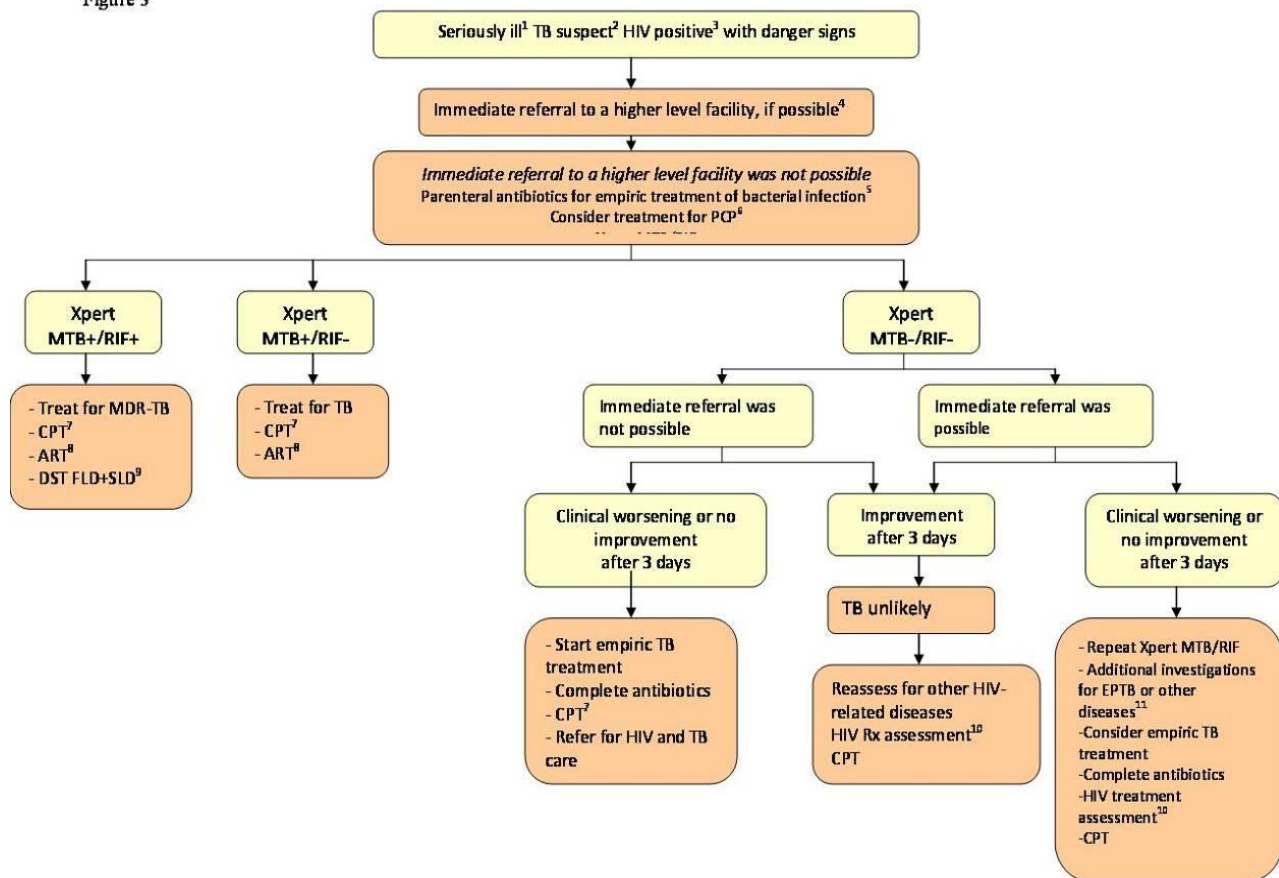 Figure 3
Seriously ill¹ TB suspect² HIV positive³ with danger signs
Immediate referral to a higher level facility, if possible⁴
Immediate referral to a higher level facility was not possible
Parenteral antibiotics for empiric treatment of bacterial infection⁵
Consider treatment for PCP⁶
Xpert
MTB+/RIF+
Xpert
MTB+/RIF-
Xpert
MTB-/RIF-
- Treat for MDR-TB
- CPT⁷
- ART⁸
- DST FLD+SLD⁹
- Treat for TB
- CPT⁷
- ART⁸
Immediate referral was
not possible
Immediate referral was
possible
Clinical worsening or no
improvement
after 3 days
Improvement
after 3 days
Clinical worsening or
no improvement
after 3 days
TB unlikely
- Start empiric TB
treatment
- Complete antibiotics
- CPT⁷
- Refer for HIV and TB
care
Reassess for other HIV-
related diseases
HIV Rx assessment¹⁰
CPT
- Repeat Xpert MTB/RIF
- Additional investigations
for EPTB or other
diseases¹¹
-Consider empiric TB
treatment
-Complete antibiotics
-HIV treatment
assessment¹⁰
-CPT